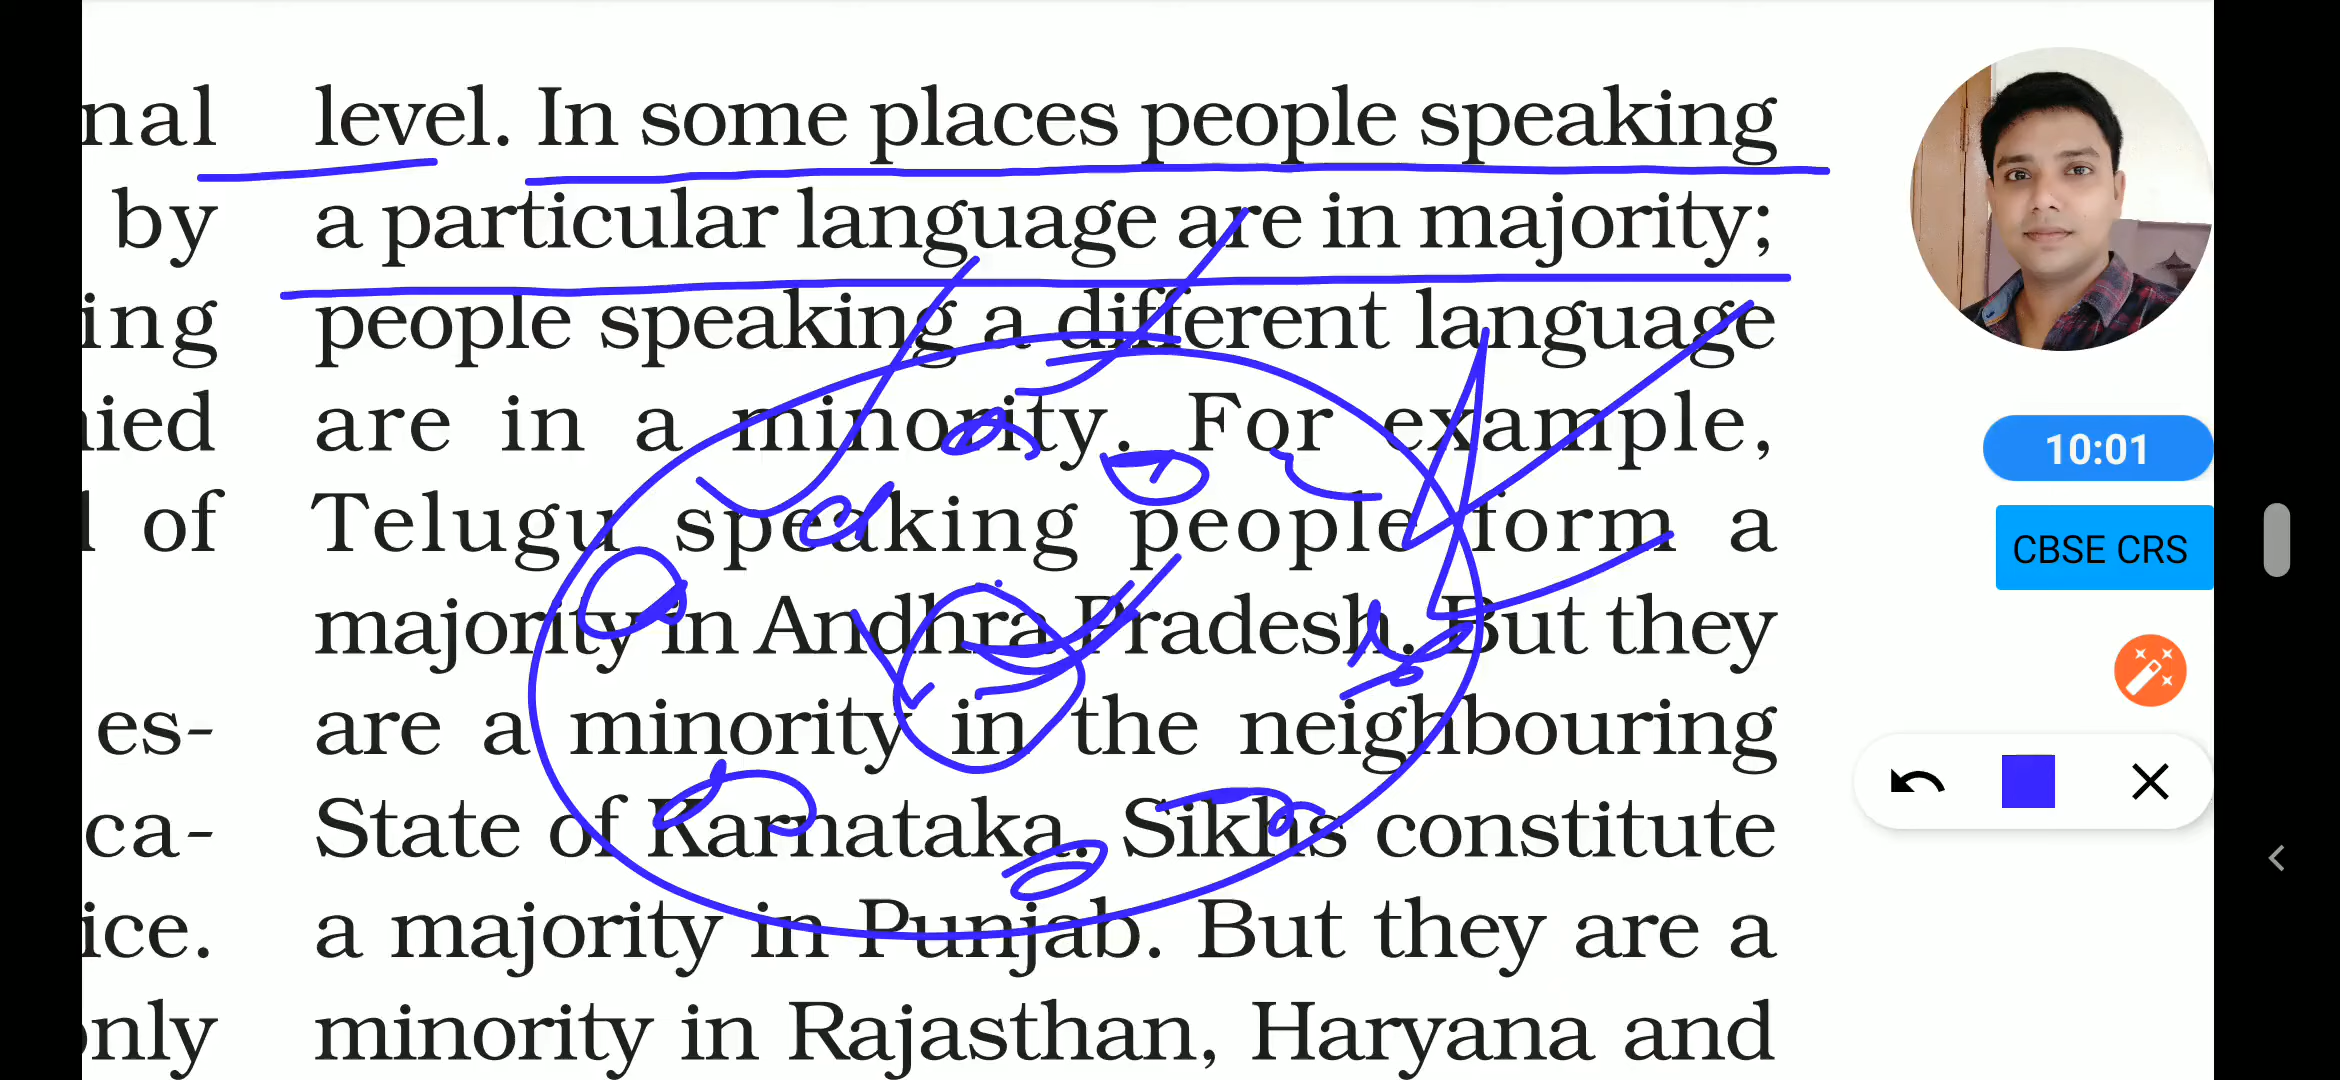 nal level. In some places people speaking
by a particular language are in majority;
ing people speaking a different language
nied are in a minority. For example,
of Telugu speaking people form a
majority in Andhra Pradesh. But they
es- are a minority in the neighbouring
ca- State of Karnataka. Sikhs constitute
ice. a majority in Punjab. But they are a
only minority in Rajasthan, Haryana and
10:01
CBSE CRS